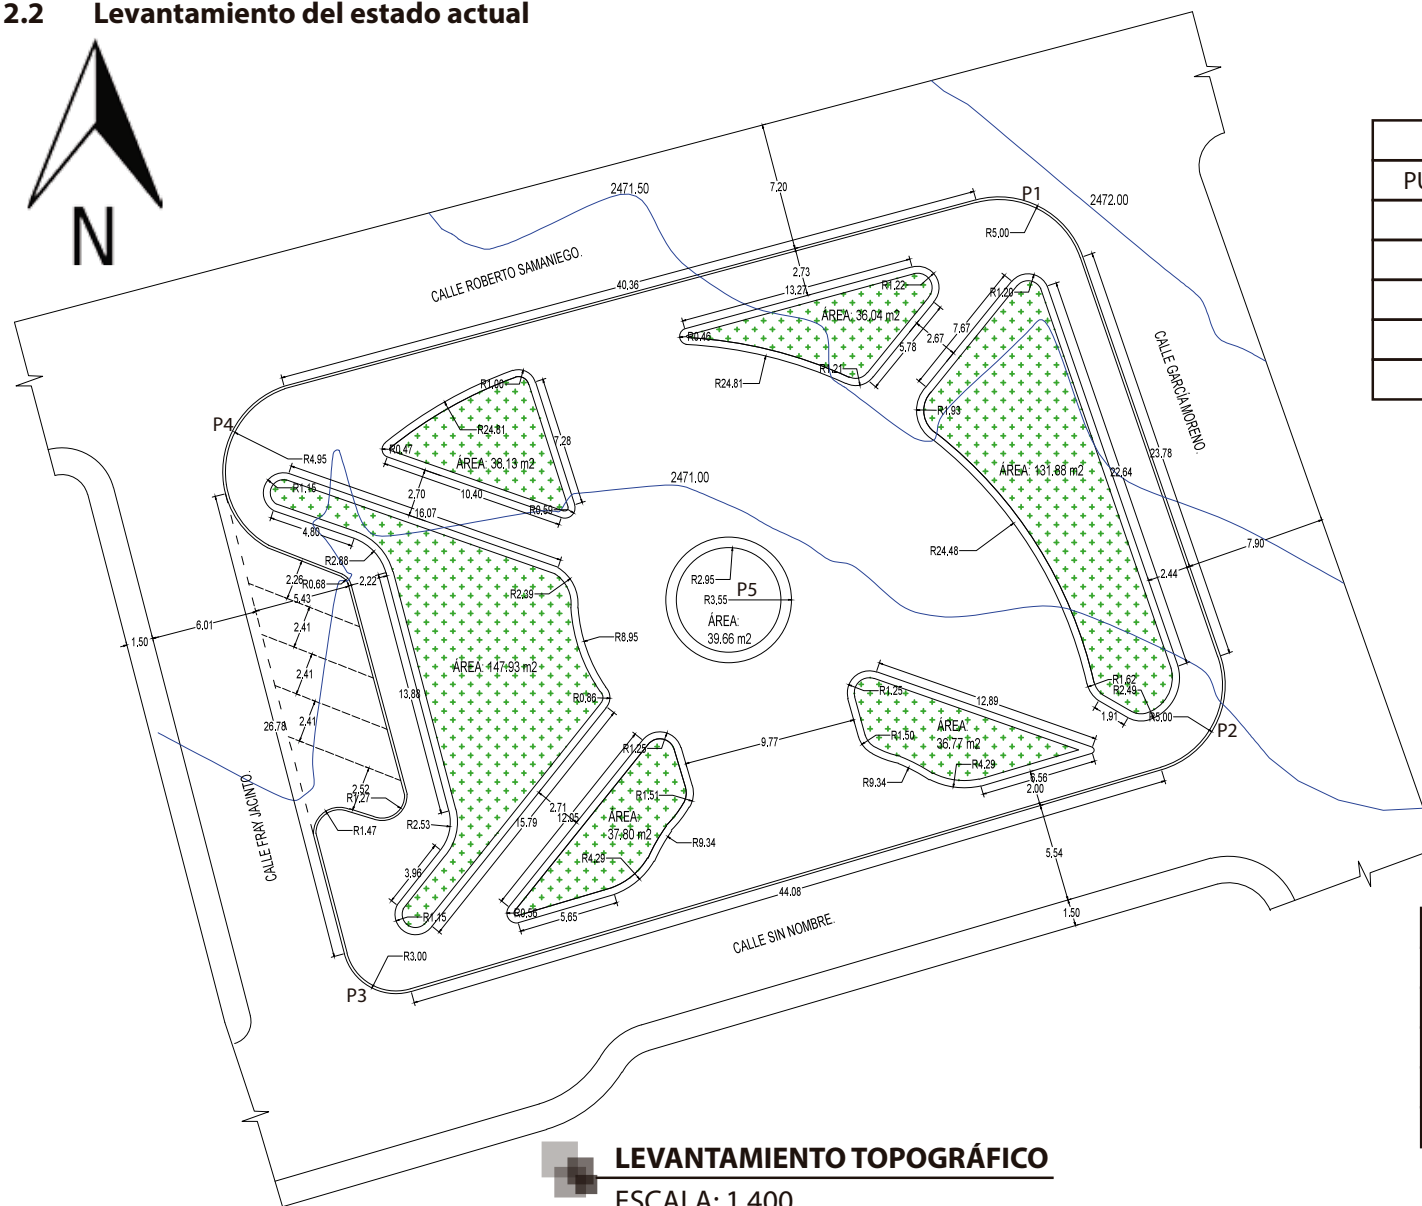 2.2 Levantamiento del estado actual
N
2471.50
7,20
P1
2472.00
R5,00
CALLE ROBERTO SAMANIEGO.
40,36
2.73
13,27
R1,22
R1,20
ÁREA: 36.04 m2
7,67
2,67
5,78
R0,46
R1,21
R24.81
CALLE GARCÍA MORENO.
PU
P4
R1,00
R24.81
R1,93
R0,47
7,28
ÁREA: 38.13 m2
R4,95
R1,15
2,70
10,40
16,07
R0,59
2471.00
ÁREA: 131.88 m2
23,78
22,64
4,80
R2,88
R24,48
7,90
2,44
2.26
R0,68
2,22
5,43
R2,39
R2.95
P5
R3,55
ÁREA:
39.66 m2
6,01
1,50
2,41
2,41
2,41
R8,95
ÁREA: 147.93 m2
13,88
R0,86
26,78
R1,25
12,89
R1,62
R2,49
1,91
R5,00
P2
ÁREA:
36.77 m2
R1,50
R4,29
R9,34
6,56
2.00
9,77
R1,25
2,52
R1,27
R1,47
R2,53
2,71
15,79
12,05
R1,51
ÁREA:
37.80 m2
R9,34
R4,29
CALLE FRAY JACINTO.
3,96
R1,15
R0,56
5,65
5,54
44.08
1.50
CALLE SIN NOMBRE.
R3,00
P3
LEVANTAMIENTO TOPOGRÁFICO
ESCALA: 1.400